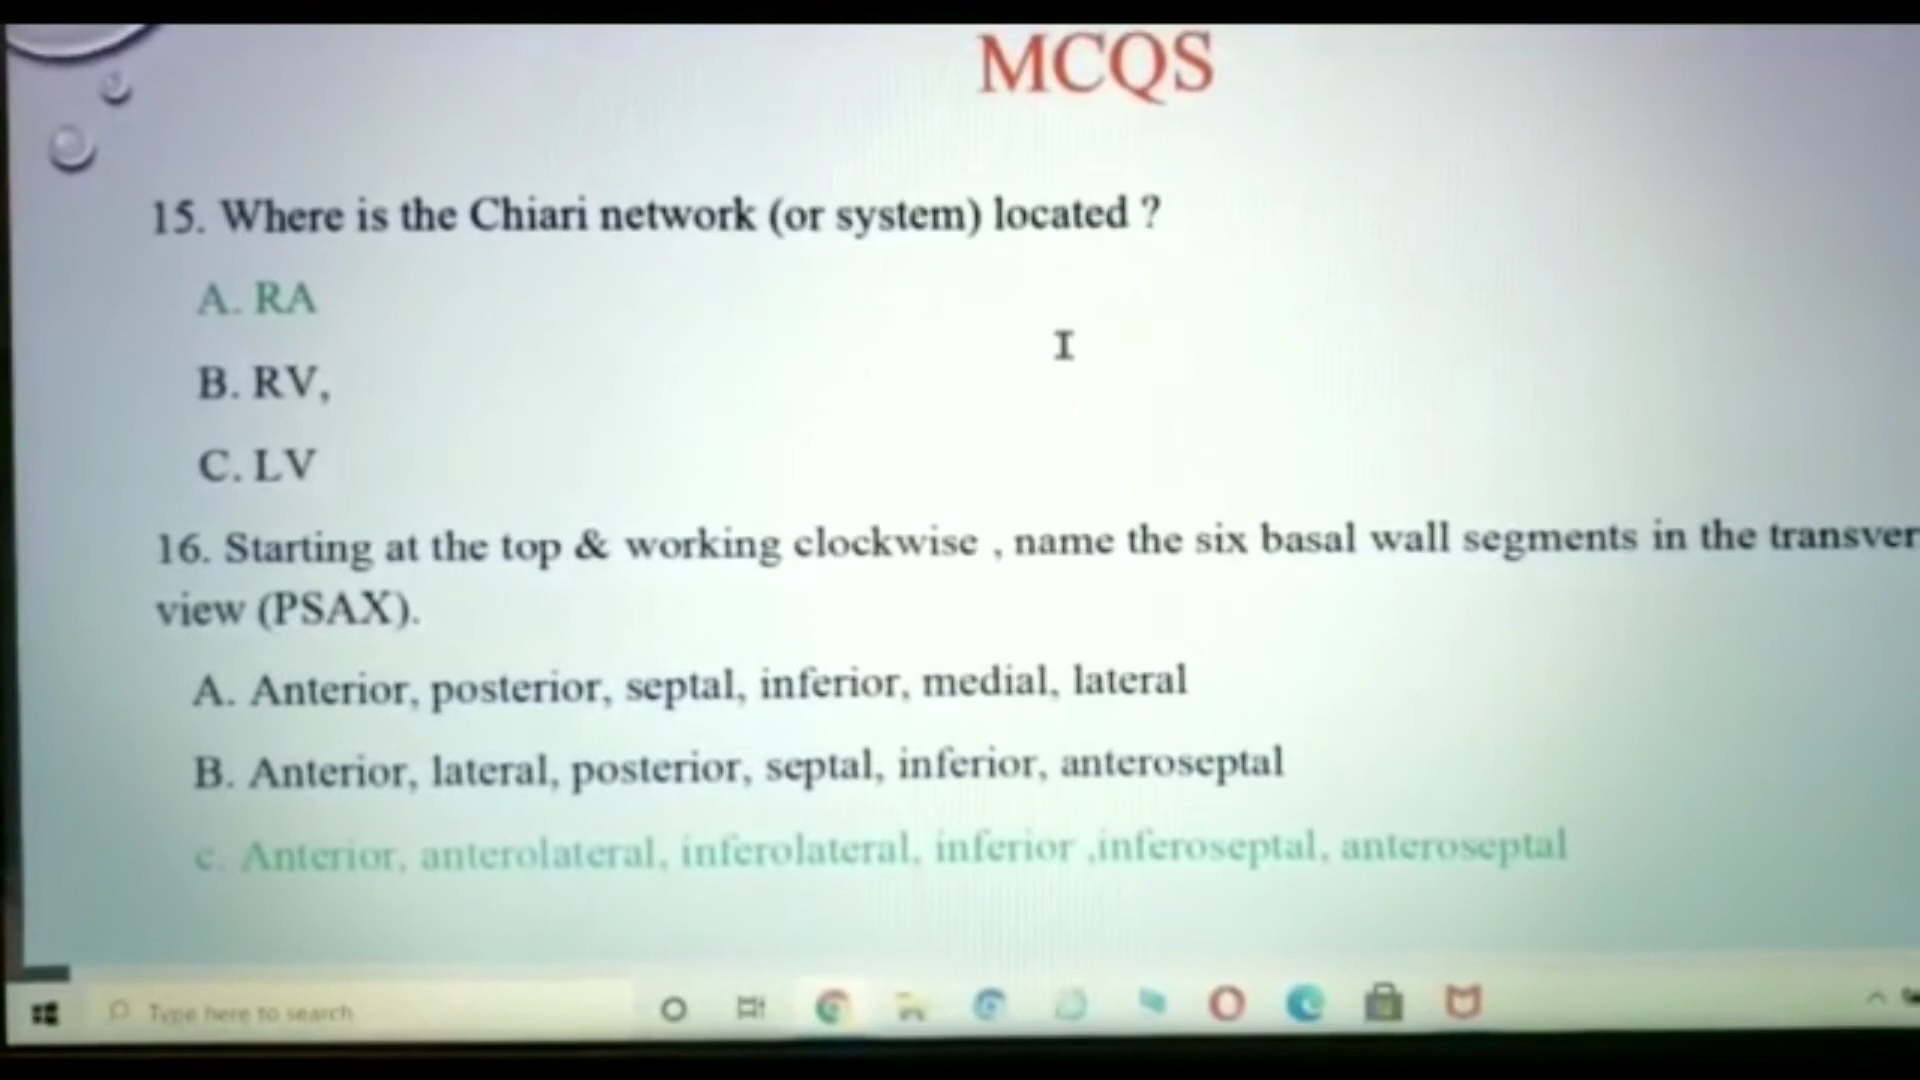 MCQS
15. Where is the Chiari network (or system) located ?
A. RA
B. RV,
C. LV
16. Starting at the top & working clockwise , name the six basal wall segments in the
view (PSAX).
A. Anterior, posterior, septal, inferior, medial, lateral
B. Anterior, lateral, posterior, septal, inferior, anteroseptal
c. Anterior, anterolateral, inferolateral, inferior ,inferoseptal, anteroseptal
Type here to search